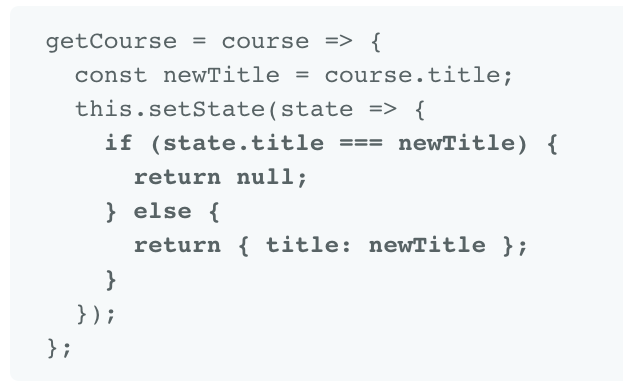 getCourse = course => {
  const newTitle = course.title;
  this.setState(state => {
    if (state.title === newTitle) {
      return null;
    } else {
      return { title: newTitle };
    }
  });
};